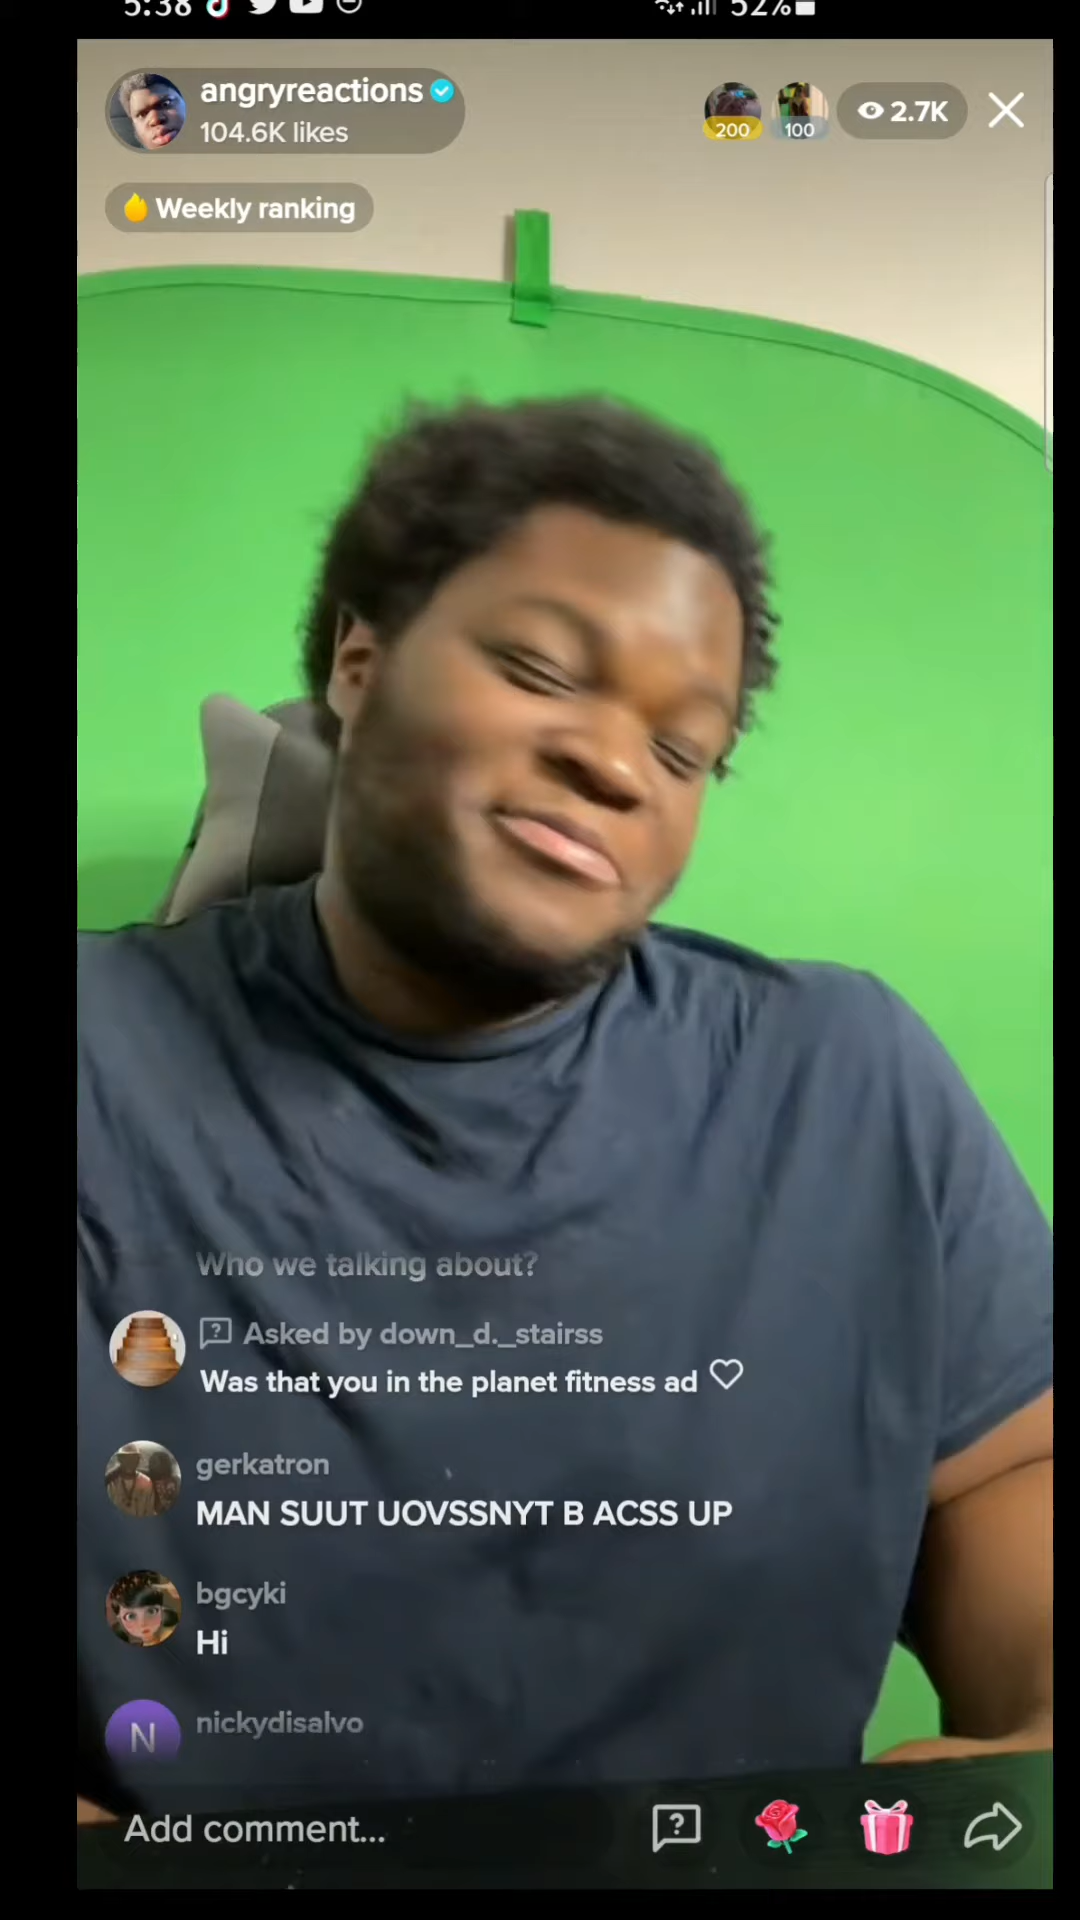 5:38
52%
angryreactions
104.6K likes
200
100
2.7K
Weekly ranking
Who we talking about?
Asked by down_d._stairss
Was that you in the planet fitness ad
gerkatron
MAN SUUT UOVSSNYT B ACSS UP
bgcyki
Hi
N
nickydisalvo
Add comment...